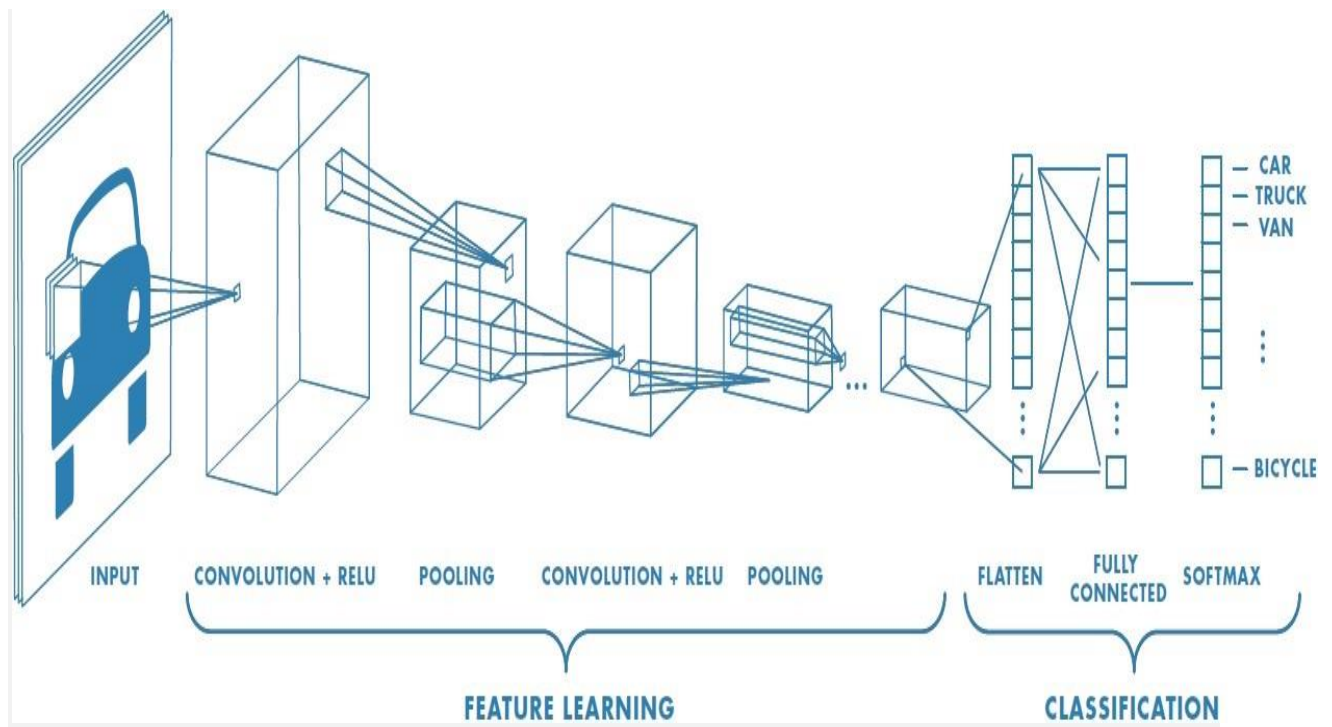 CAR
TRUCK
VAN
BICYCLE
INPUT
CONVOLUTION + RELU
POOLING
CONVOLUTION + RELU
POOLING
FLATTEN
FULLY
CONNECTED
SOFTMAX
FEATURE LEARNING
CLASSIFICATION